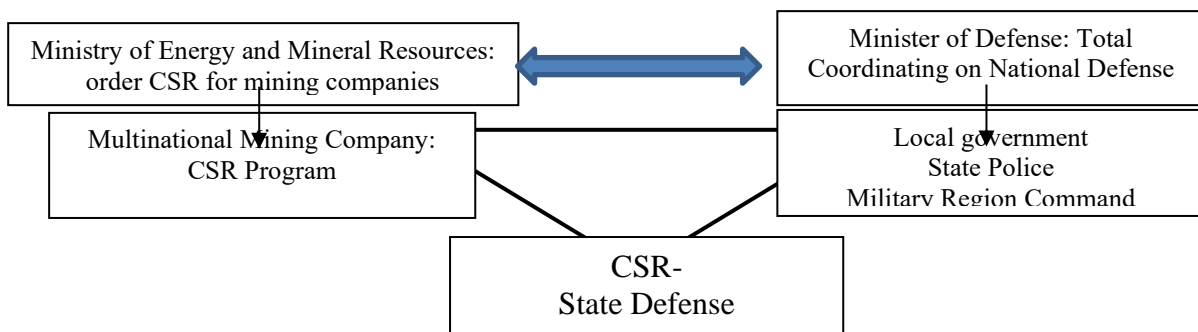 Ministry of Energy and Mineral Resources:
order CSR for mining companies
Minister of Defense: Total
Coordinating on National Defense
Multinational Mining Company:
CSR Program
Local government
State Police
Military Region Command
CSR-
State Defense